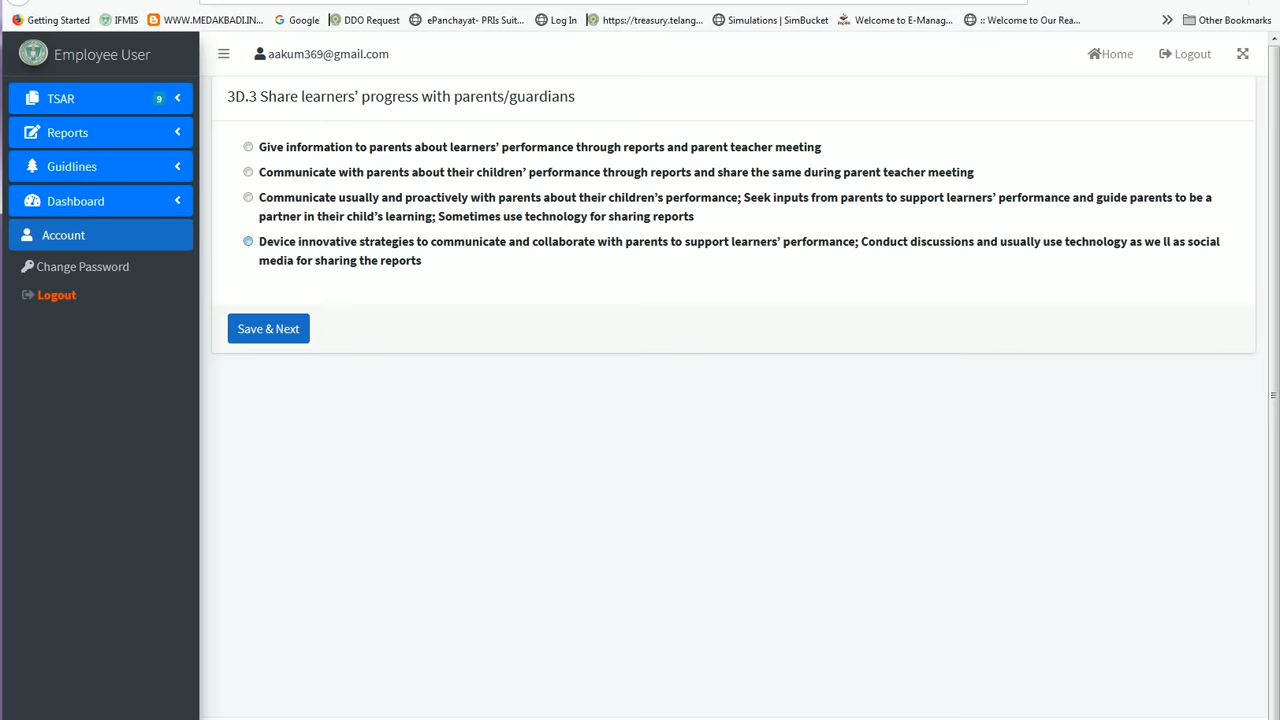 Getting Started IFMIS WWW.MEDAKBADI.IN... Google DDO Request ePanchayat- PRIs Suit... Log In https://treasury.telang... Simulations | SimBucket Welcome to E-Manag... :: Welcome to Our Rea... Other Bookmarks
Employee User
aakum369@gmail.com
Home Logout
TSAR 9
Reports
Guidlines
Dashboard
Account
Change Password
Logout
3D.3 Share learners’ progress with parents/guardians
Give information to parents about learners’ performance through reports and parent teacher meeting
Communicate with parents about their children’ performance through reports and share the same during parent teacher meeting
Communicate usually and proactively with parents about their children’s performance; Seek inputs from parents to support learners’ performance and guide parents to be a
partner in their child’s learning; Sometimes use technology for sharing reports
Device innovative strategies to communicate and collaborate with parents to support learners’ performance; Conduct discussions and usually use technology as we ll as social
media for sharing the reports
Save & Next